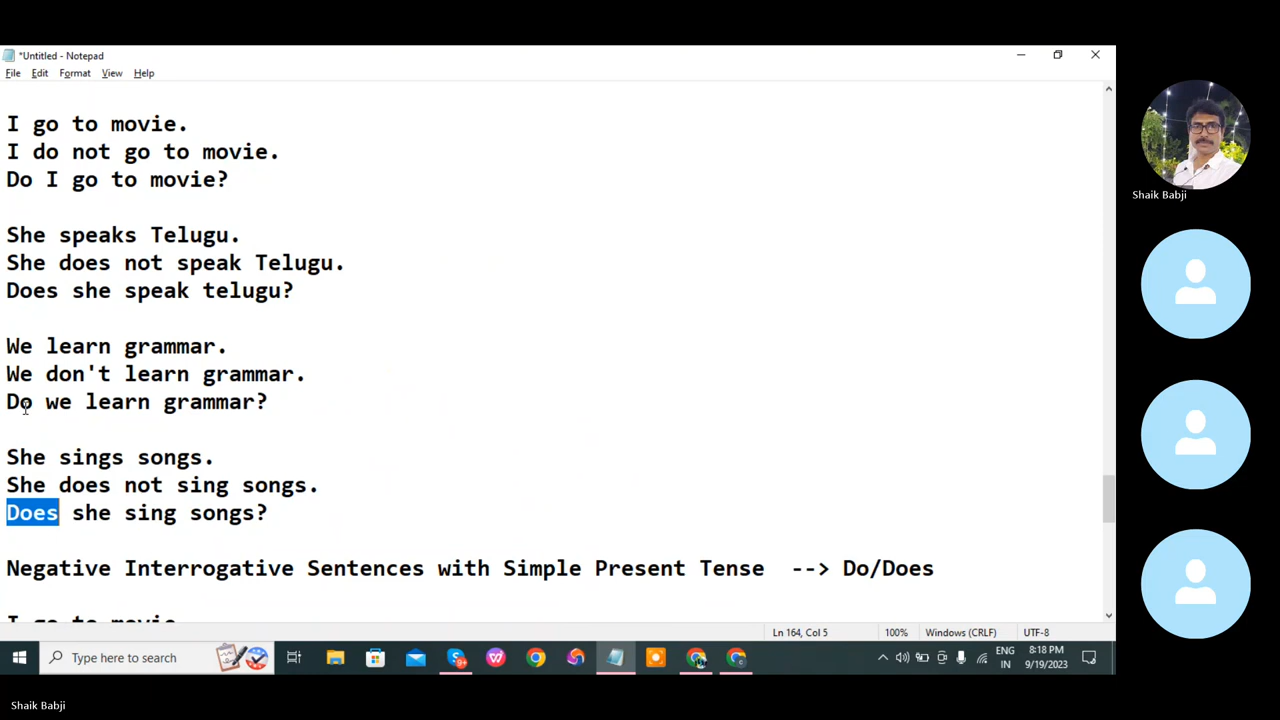 *Untitled - Notepad
File Edit Format View Help
I go to movie.
I do not go to movie.
Do I go to movie?
She speaks Telugu.
She does not speak Telugu.
Does she speak telugu?
We learn grammar.
We don't learn grammar.
Do we learn grammar?
She sings songs.
She does not sing songs.
Does she sing songs?
Negative Interrogative Sentences with Simple Present Tense --> Do/Does
I go to movie
Ln 164, Col 5 100% Windows (CRLF) UTF-8
Type here to search
ENG
IN
8:18 PM
9/19/2023
Shaik Babji
Shaik Babji